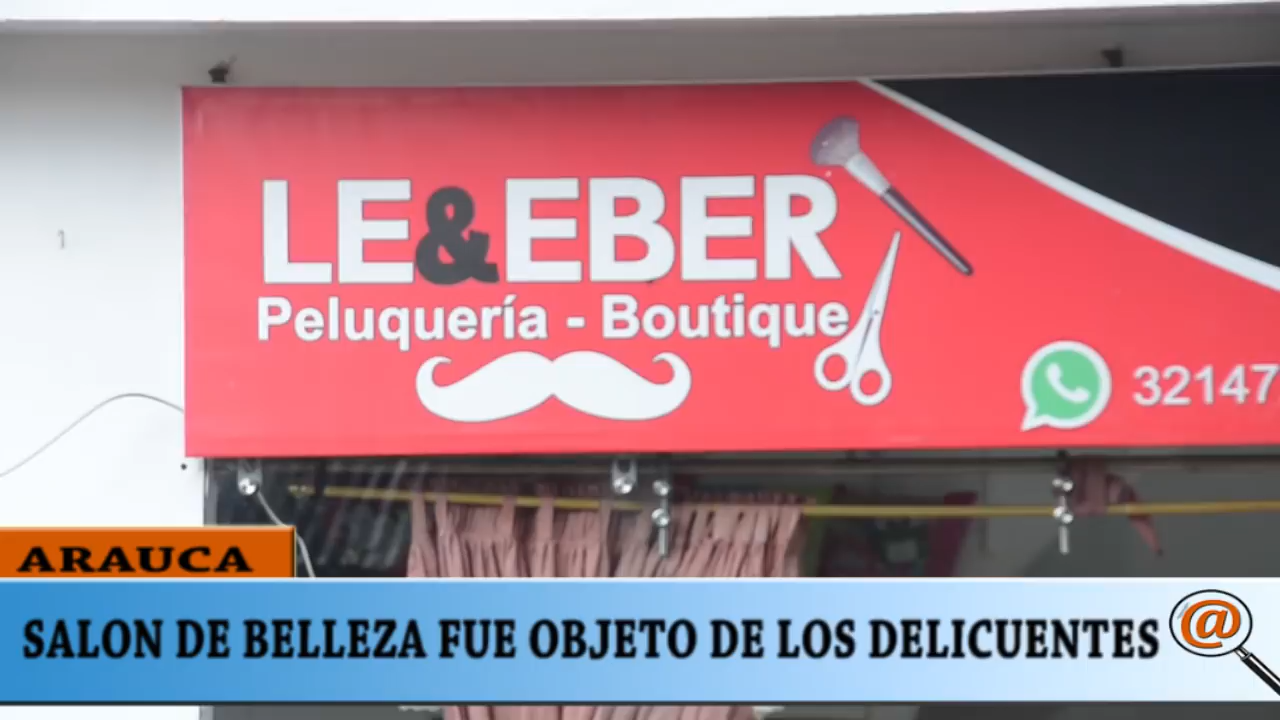 LE&EBER
Peluquería - Boutique
32147
ARAUCA
SALON DE BELLEZA FUE OBJETO DE LOS DELICUENTES
@